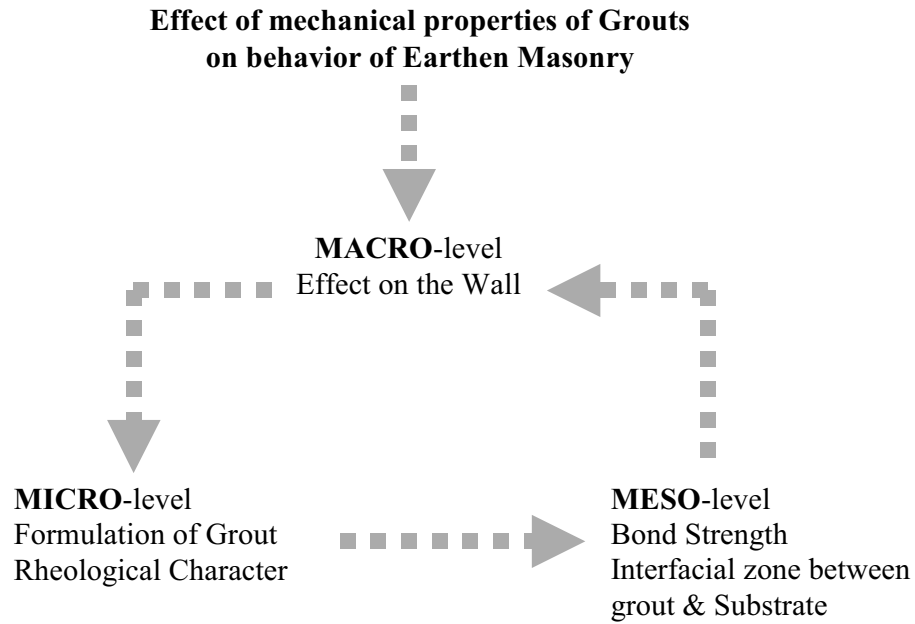 Effect of mechanical properties of Grouts
on behavior of Earthen Masonry
MACRO-level
Effect on the Wall
MICRO-level
Formulation of Grout
Rheological Character
MESO-level
Bond Strength
Interfacial zone between
grout & Substrate